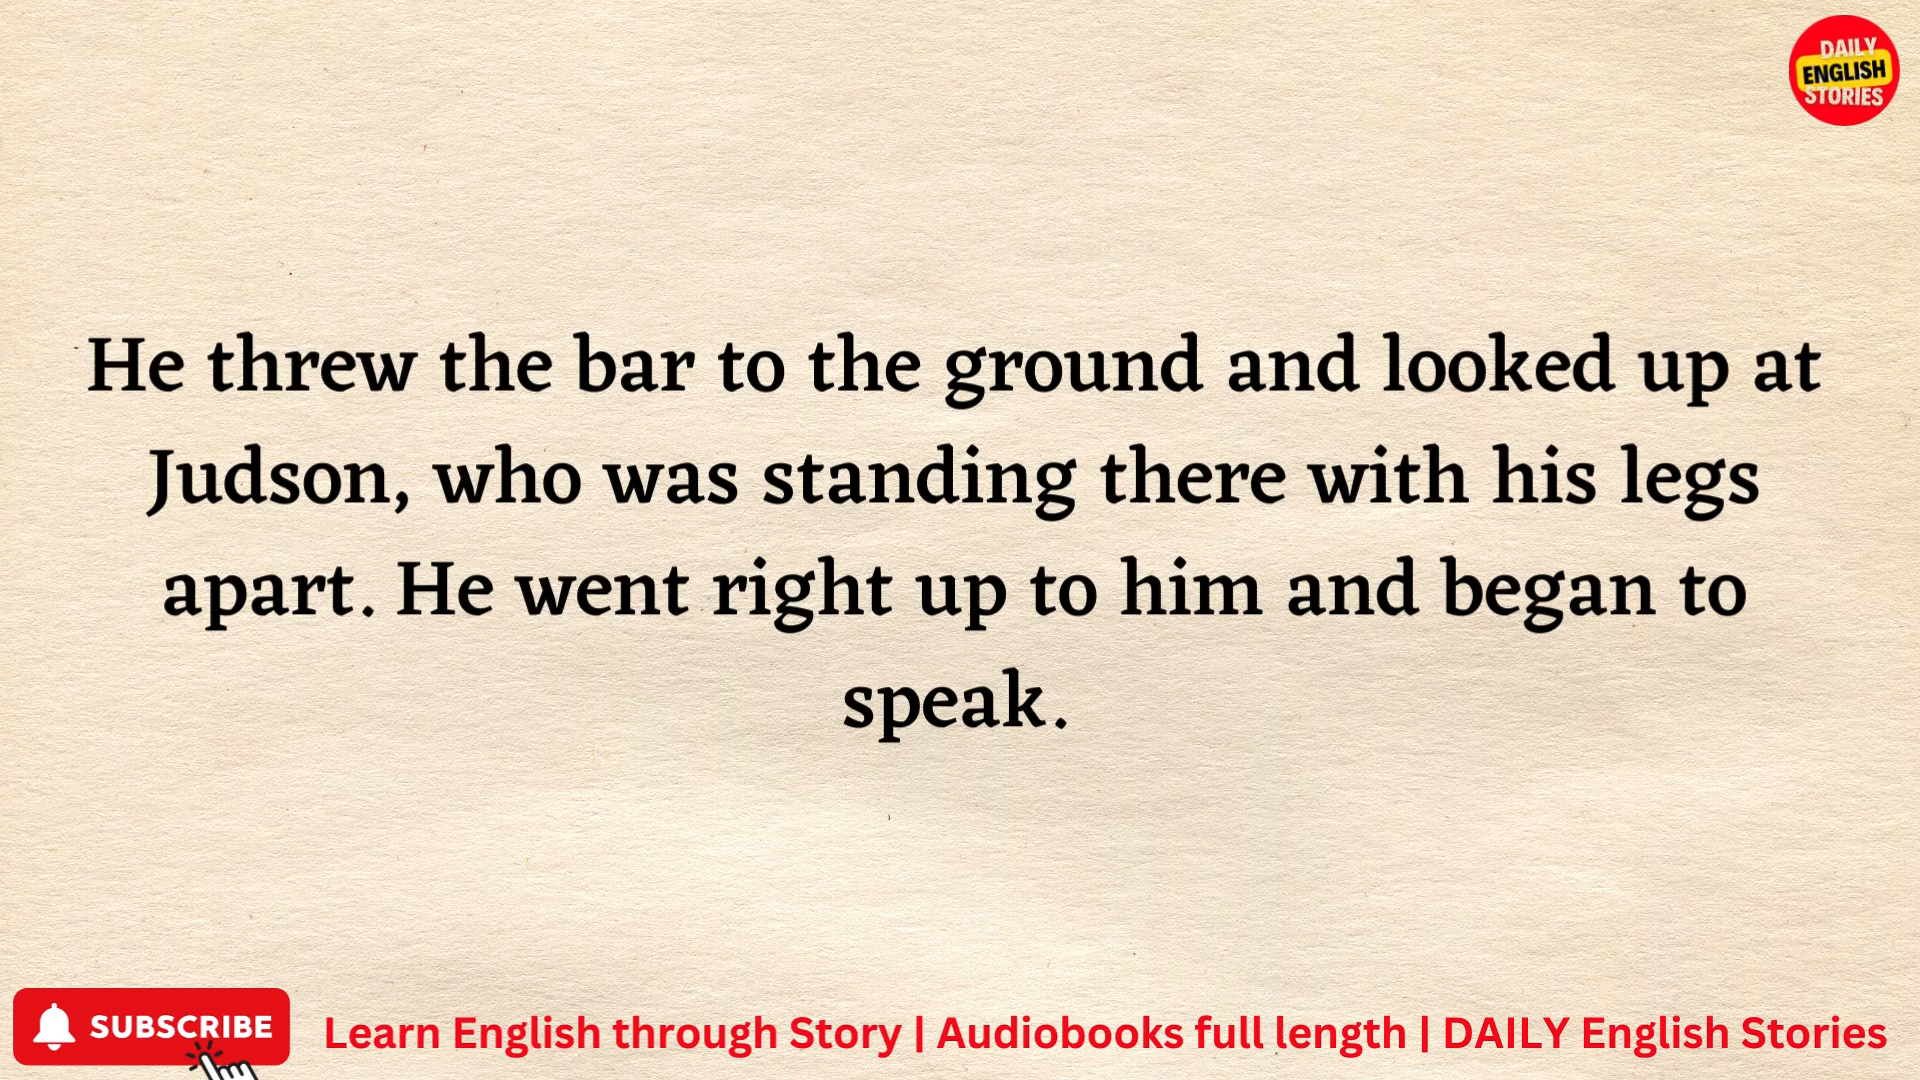 DAILY
ENGLISH
STORIES
He threw the bar to the ground and looked up at
Judson, who was standing there with his legs
apart. He went right up to him and began to
speak.
SUBSCRIBE
Learn English through Story | Audiobooks full length | DAILY English Stories